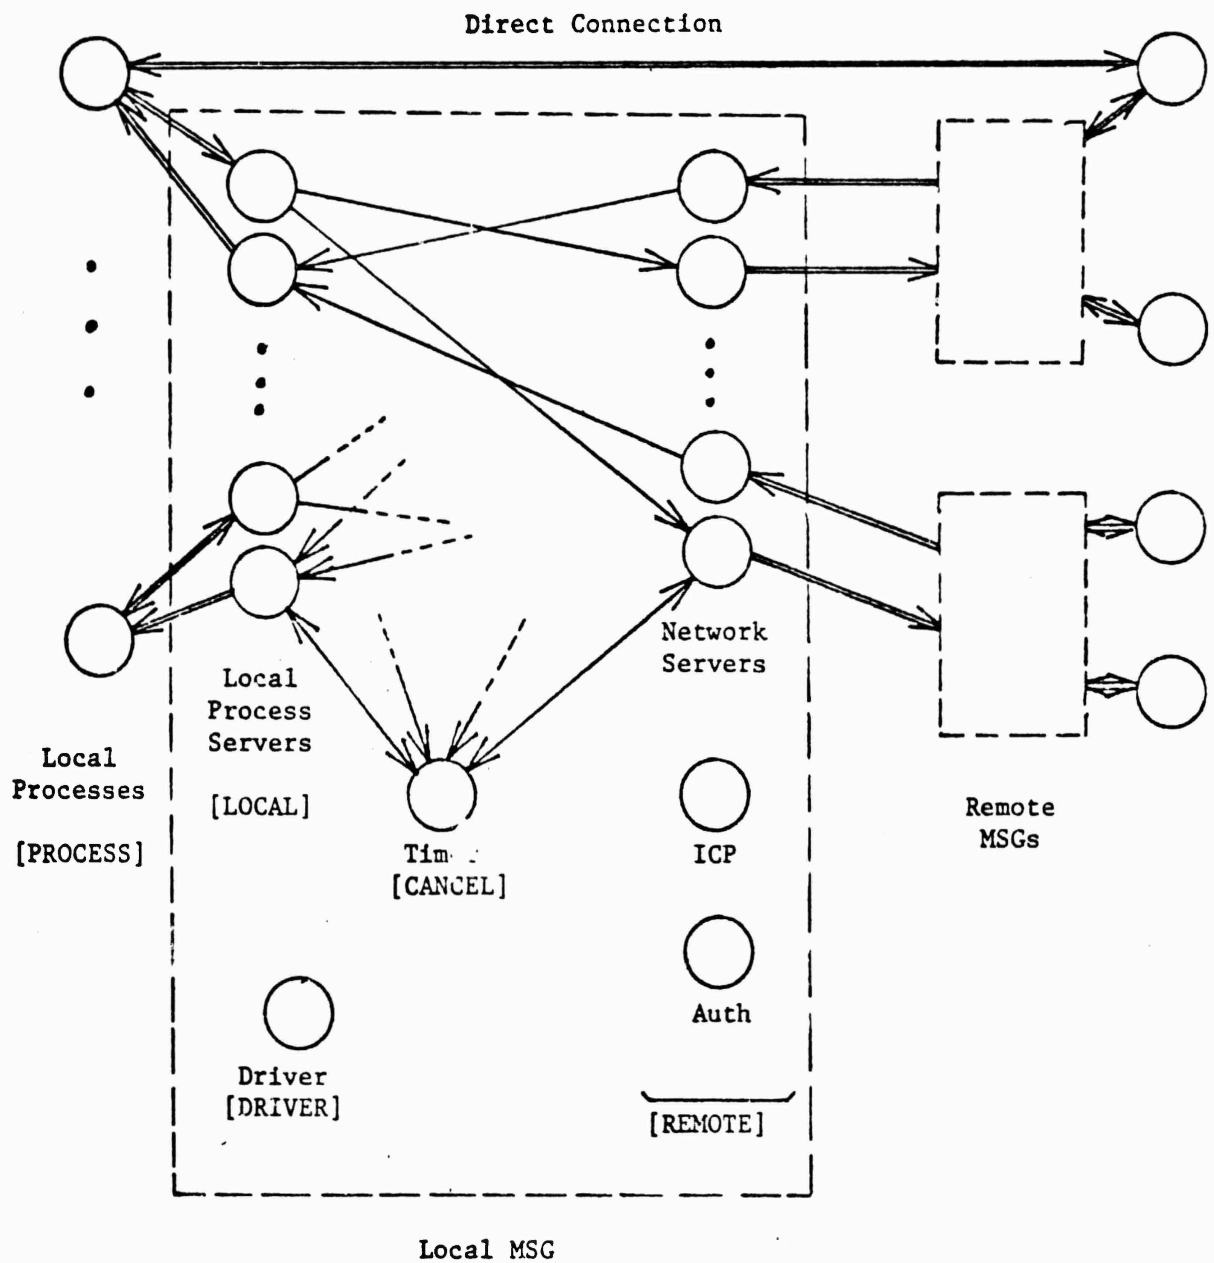 Direct Connection
Network
Servers
Local
Process
Servers
[LOCAL]
Local
Processes
[PROCESS]
[CANCEL]
ICP
Remote
MSGs
Auth
Driver
[DRIVER]
[REMOTE]
Local MSG